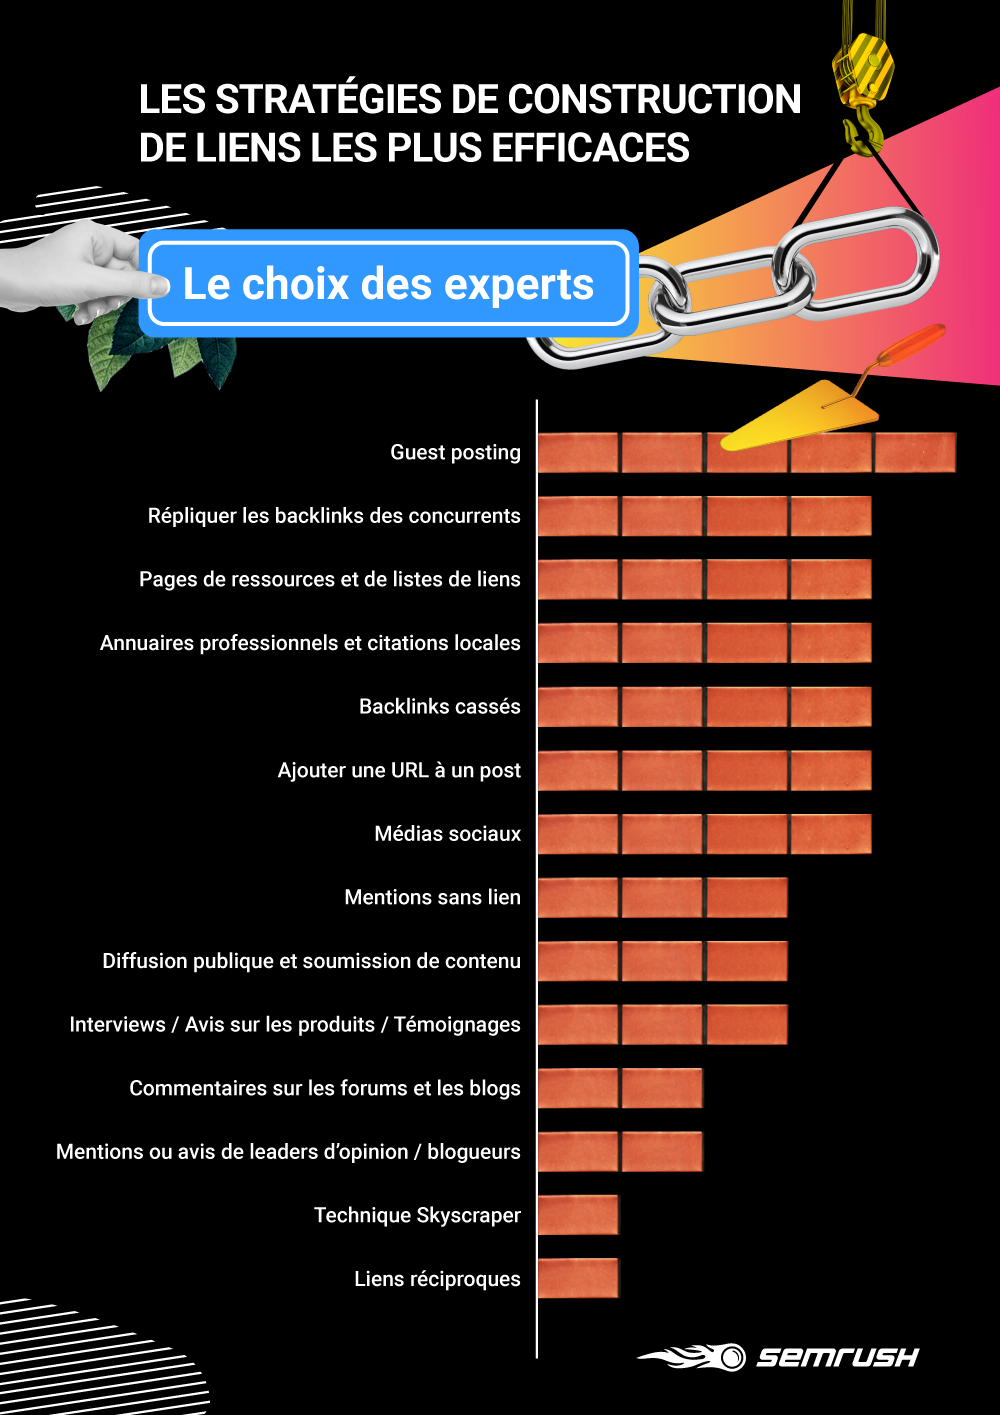 LES STRATÉGIES DE CONSTRUCTION
DE LIENS LES PLUS EFFICACES
Le choix des experts
Guest posting
Répliquer les backlinks des concurrents
Pages de ressources et de listes de liens
Annuaires professionnels et citations locales
Backlinks cassés
Ajouter une URL à un post
Médias sociaux
Mentions sans lien
Diffusion publique et soumission de contenu
Interviews / Avis sur les produits / Témoignages
Commentaires sur les forums et les blogs
Mentions ou avis de leaders d’opinion / blogueurs
Technique Skyscraper
Liens réciproques
SEMRUSH